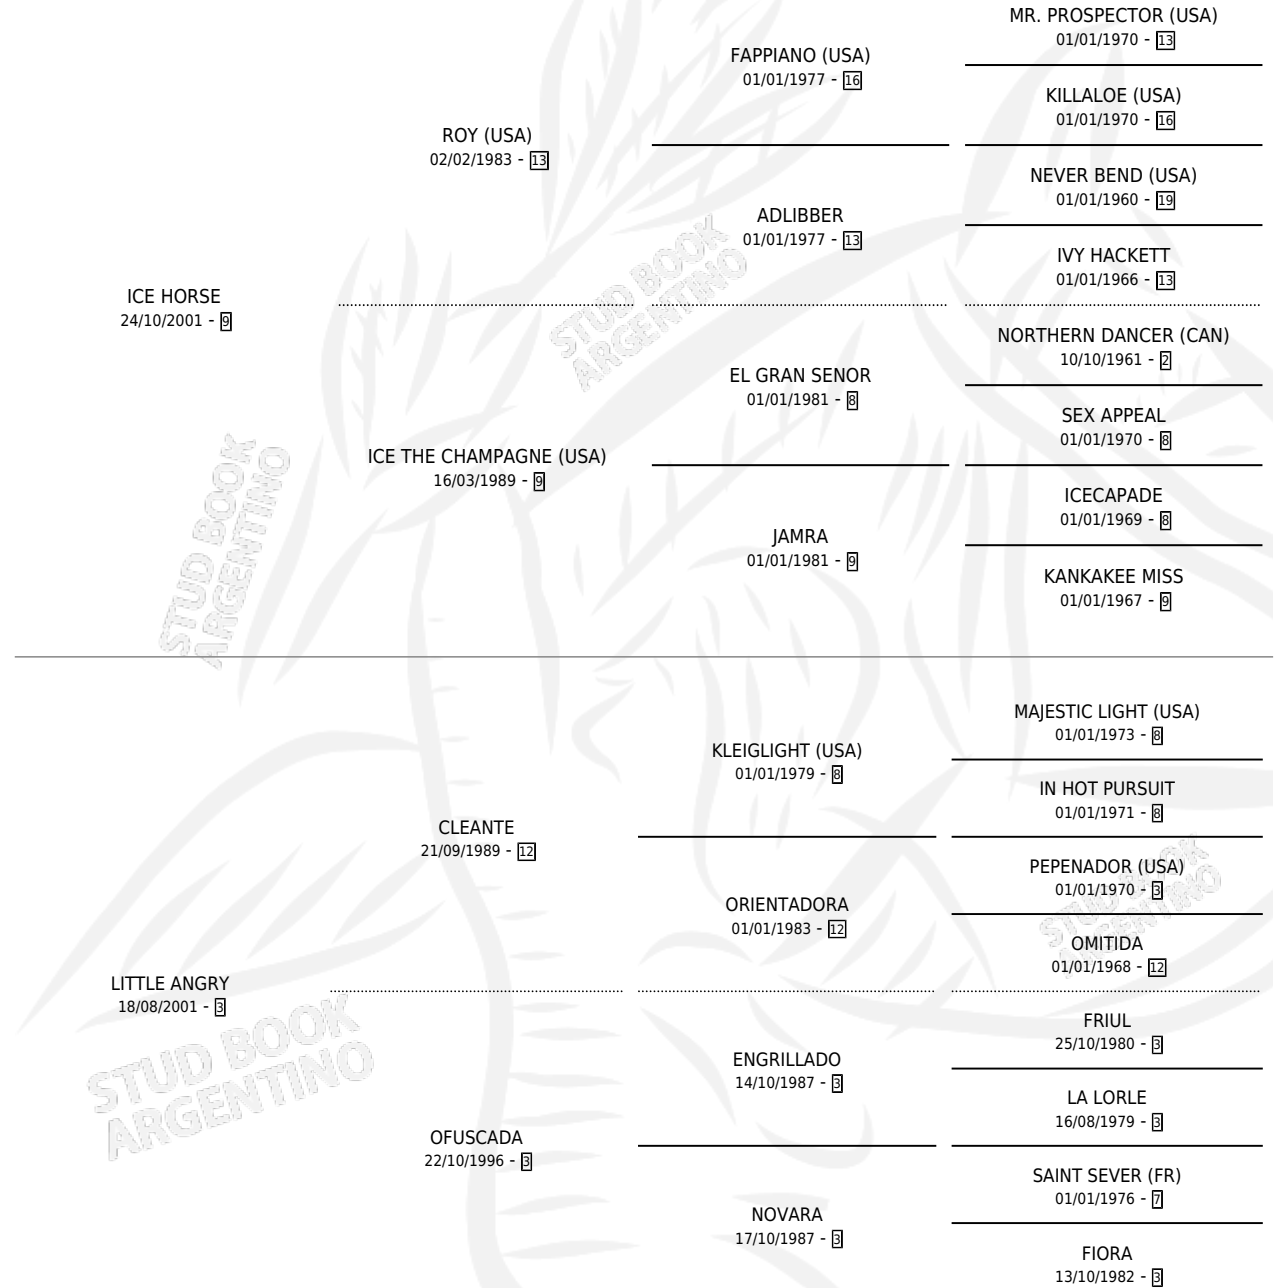 MR. PROSPECTOR (USA)
01/01/1970 - 13
FAPPIANO (USA)
01/01/1977 - 16
KILLALOE (USA)
01/01/1970 - 16
ROY (USA)
02/02/1983 - 13
NEVER BEND (USA)
01/01/1960 - 19
ADLIBBER
01/01/1977 - 13
IVY HACKETT
01/01/1966 - 13
ICE HORSE
24/10/2001 - 9
NORTHERN DANCER (CAN)
10/10/1961 - 2
EL GRAN SENOR
01/01/1981 - 8
SEX APPEAL
01/01/1970 - 8
ICE THE CHAMPAGNE (USA)
16/03/1989 - 9
ICECAPADE
01/01/1969 - 8
JAMRA
01/01/1981 - 9
KANKAKEE MISS
01/01/1967 - 9
STUD BOOK
ARGENTINO
STUD BOOK
ARGENTINO
MAJESTIC LIGHT (USA)
01/01/1973 - 8
KLEIGLIGHT (USA)
01/01/1979 - 8
IN HOT PURSUIT
01/01/1971 - 8
CLEANTE
21/09/1989 - 12
PEPENADOR (USA)
01/01/1970 - 3
ORIENTADORA
01/01/1983 - 12
OMITIDA
01/01/1968 - 12
LITTLE ANGRY
18/08/2001 - 3
FRIUL
25/10/1980 - 3
ENGRILLADO
14/10/1987 - 3
LA LORLE
16/08/1979 - 3
OFUSCADA
22/10/1996 - 3
SAINT SEVER (FR)
01/01/1976 - 7
NOVARA
17/10/1987 - 3
FIORA
13/10/1982 - 3
STUD BOOK
ARGENTINO
STUD BOOK
ARGENTINO